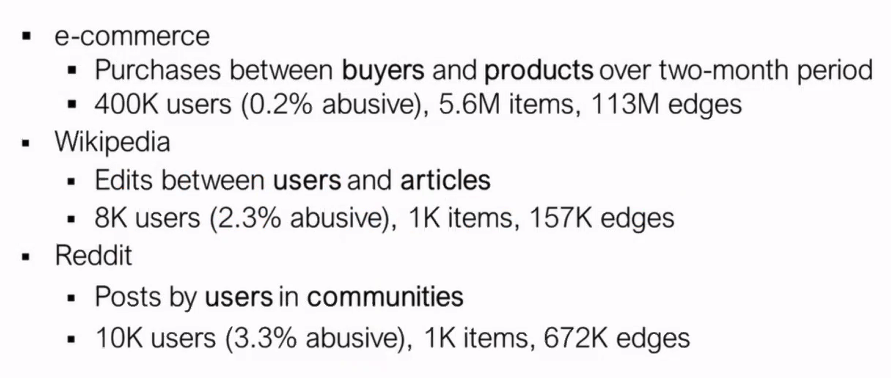 ▪ e-commerce
▪ Purchases between buyers and products over two-month period
▪ 400K users (0.2% abusive), 5.6M items, 113M edges
▪ Wikipedia
▪ Edits between users and articles
▪ 8K users (2.3% abusive), 1K items, 157K edges
▪ Reddit
▪ Posts by users in communities
▪ 10K users (3.3% abusive), 1K items, 672K edges